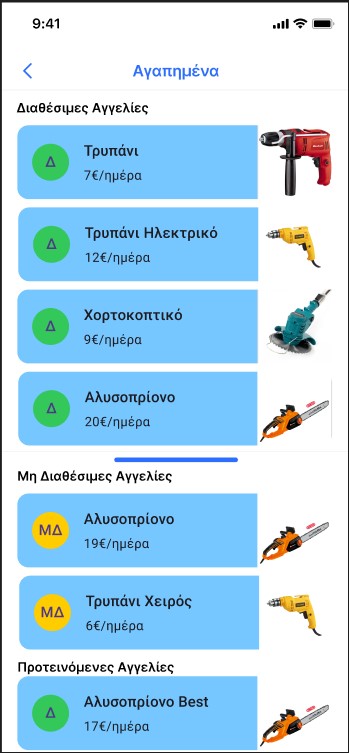 9:41
Αγαπημένα
Διαθέσιμες Αγγελίες
Δ
Τρυπάνι
7€/ημέρα
Δ
Τρυπάνι Ηλεκτρικό
12€/ημέρα
Δ
Χορτοκοπτικό
9€/ημέρα
Δ
Αλυσοπρίονο
20€/ημέρα
Μη Διαθέσιμες Αγγελίες
ΜΔ
Αλυσοπρίονο
19€/ημέρα
ΜΔ
Τρυπάνι Χειρός
6€/ημέρα
Προτεινόμενες Αγγελίες
Δ
Αλυσοπρίονο Best
17€/ημέρα